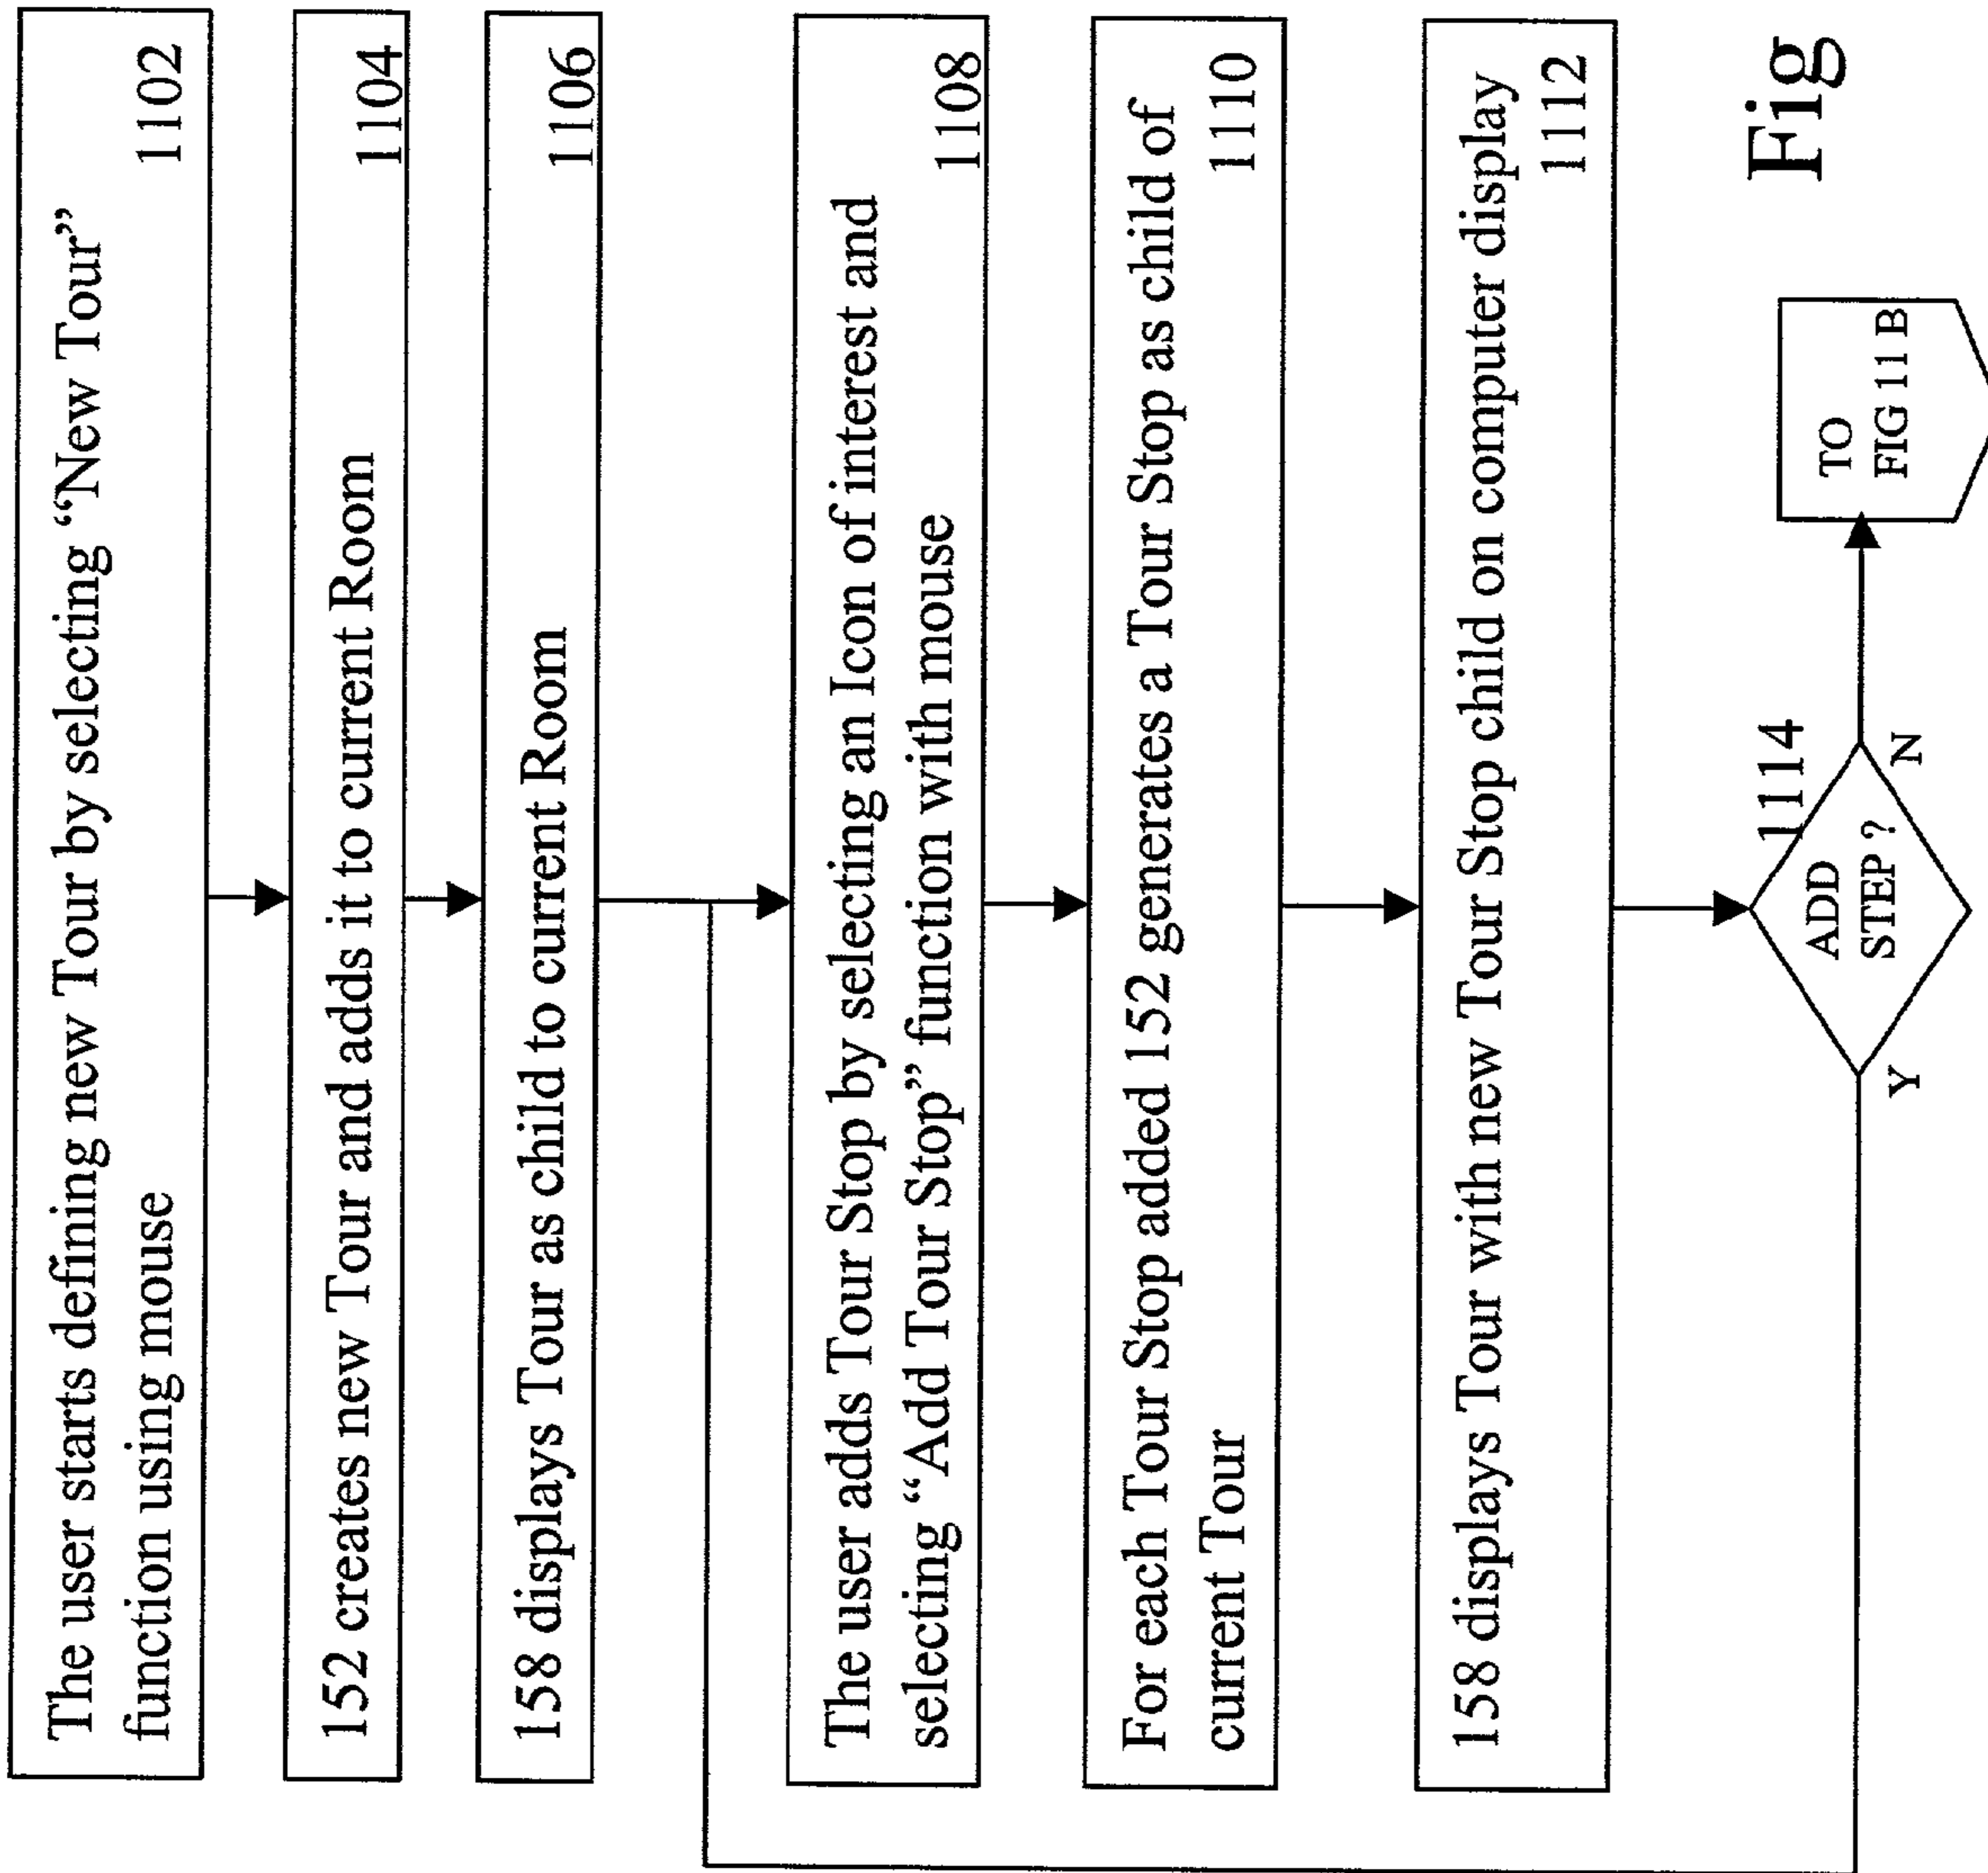 The user starts defining new Tour by selecting “New Tour”
function using mouse
1102
152 creates new Tour and adds it to current Room
1104
158 displays Tour as child to current Room
1106
The user adds Tour Stop by selecting an Icon of interest and
selecting “Add Tour Stop” function with mouse
1108
For each Tour Stop added 152 generates a Tour Stop as child of
current Tour
1110
158 displays Tour with new Tour Stop child on computer display
1112
1114
ADD
STEP ?
Y
N
TO
FIG 11 B
Fig